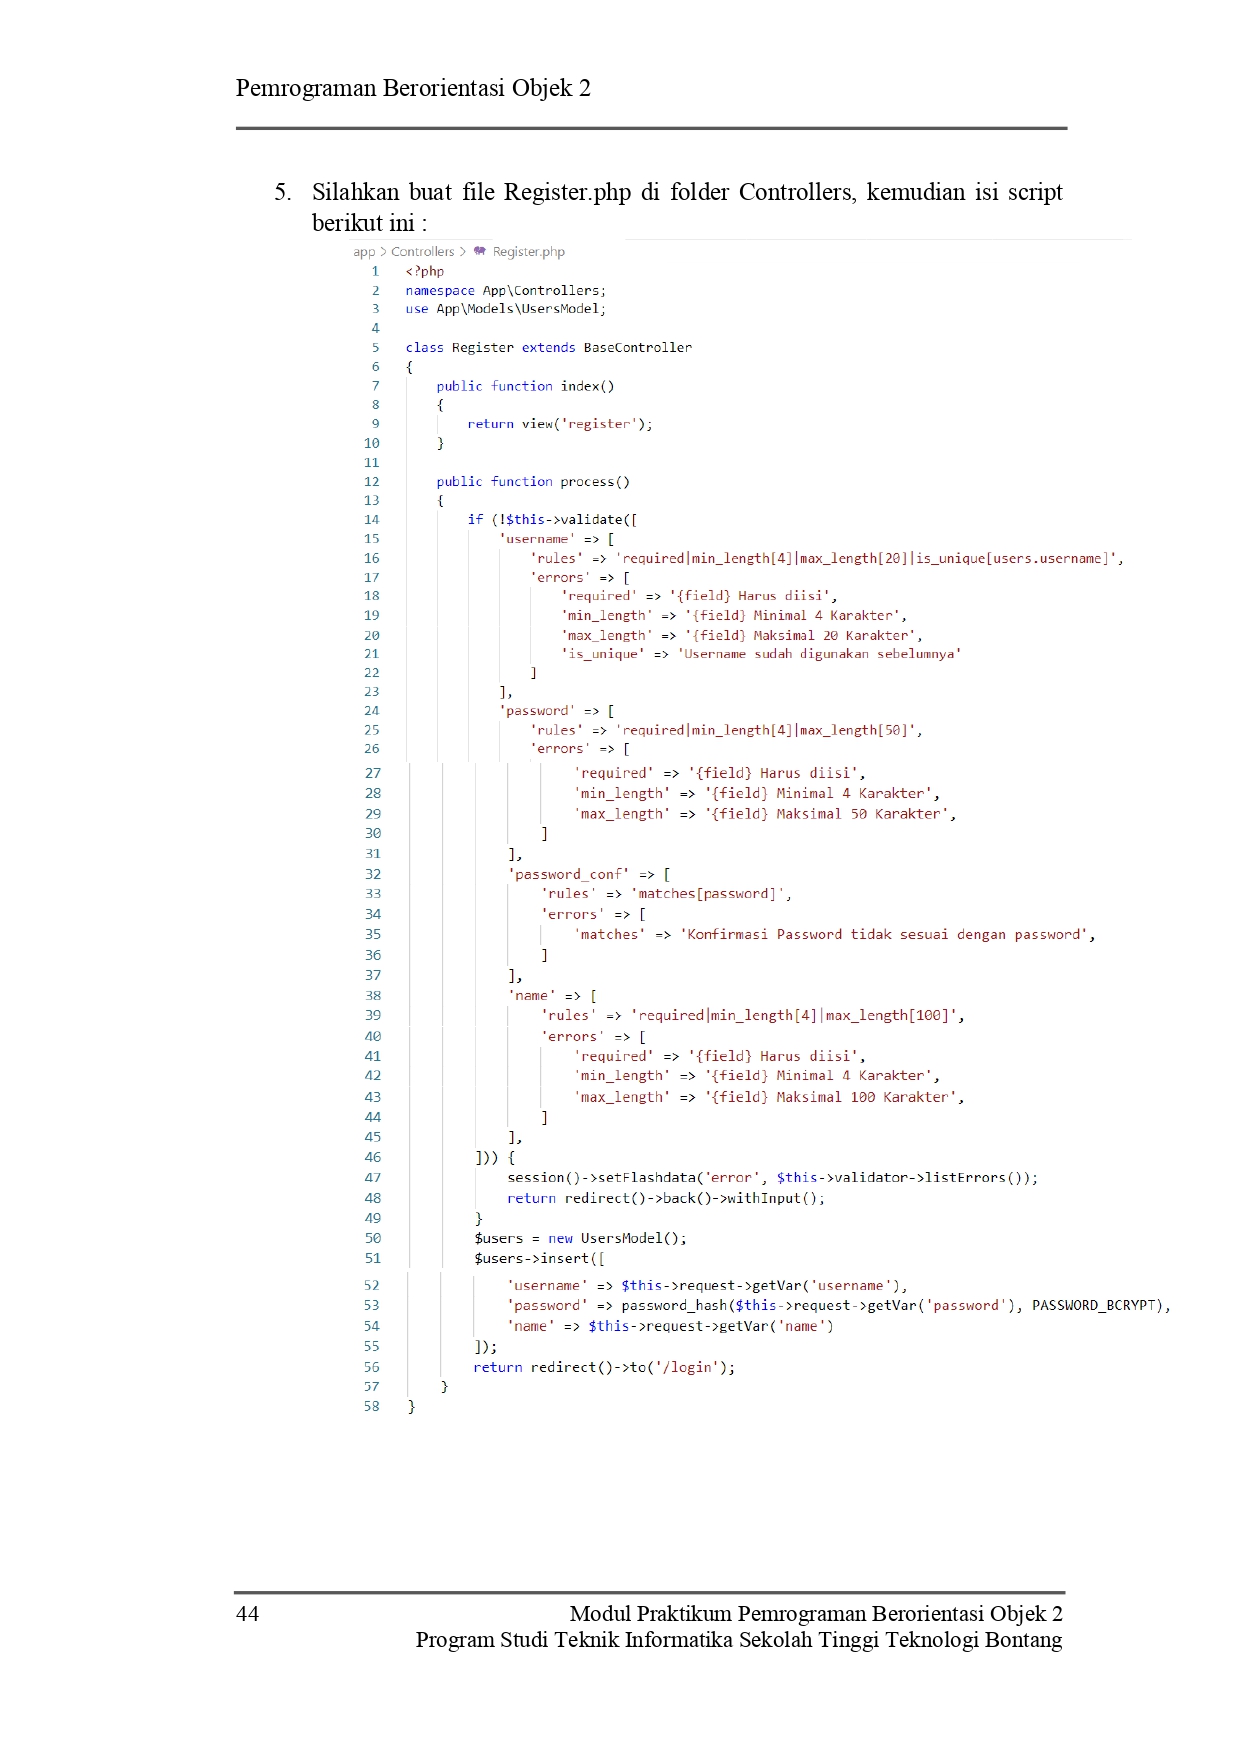 Pemrograman Berorientasi Objek 2
5. Silahkan buat file Register.php di folder Controllers, kemudian isi script
berikut ini :
app > Controllers > Register.php
1 <?php
2 namespace App\Controllers;
3 use App\Models\UsersModel;
4
5 class Register extends BaseController
6 {
7 public function index()
8 {
9 return view('register');
10 }
11
12 public function process()
13 {
14 if (!$this->validate([
15 'username' => [
16 'rules' => 'required|min_length[4]|max_length[20]|is_unique[users.username]',
17 'errors' => [
18 'required' => '{field} Harus diisi',
19 'min_length' => '{field} Minimal 4 Karakter',
20 'max_length' => '{field} Maksimal 20 Karakter',
21 'is_unique' => 'Username sudah digunakan sebelumnya'
22 ]
23 ],
24 'password' => [
25 'rules' => 'required|min_length[4]|max_length[50]',
26 'errors' => [
27 'required' => '{field} Harus diisi',
28 'min_length' => '{field} Minimal 4 Karakter',
29 'max_length' => '{field} Maksimal 50 Karakter',
30 ]
31 ],
32 'password_conf' => [
33 'rules' => 'matches[password]',
34 'errors' => [
35 'matches' => 'Konfirmasi Password tidak sesuai dengan password',
36 ]
37 ],
38 'name' => [
39 'rules' => 'required|min_length[4]|max_length[100]',
40 'errors' => [
41 'required' => '{field} Harus diisi',
42 'min_length' => '{field} Minimal 4 Karakter',
43 'max_length' => '{field} Maksimal 100 Karakter',
44 ]
45 ],
46 ])) {
47 session()->setFlashdata('error', $this->validator->listErrors());
48 return redirect()->back()->withInput();
49 }
50 $users = new UsersModel();
51 $users->insert([
52 'username' => $this->request->getVar('username'),
53 'password' => password_hash($this->request->getVar('password'), PASSWORD_BCRYPT),
54 'name' => $this->request->getVar('name')
55 ]);
56 return redirect()->to('/login');
57 }
58 }
44 Modul Praktikum Pemrograman Berorientasi Objek 2
Program Studi Teknik Informatika Sekolah Tinggi Teknologi Bontang